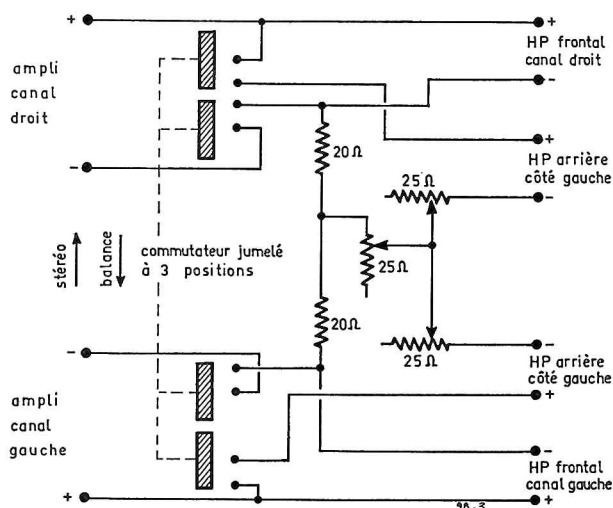 +
+
ampli
canal
droit
HP frontal
canal droit
-
+
20Ω
HP arrière
côté gauche
-
25Ω
-
stéréo
balance
commutateur jumelé
à 3 positions
25Ω
20Ω
25Ω
-
-
HP arrière
côté gauche
+
ampli
canal
gauche
-
HP frontal
canal gauche
+
+